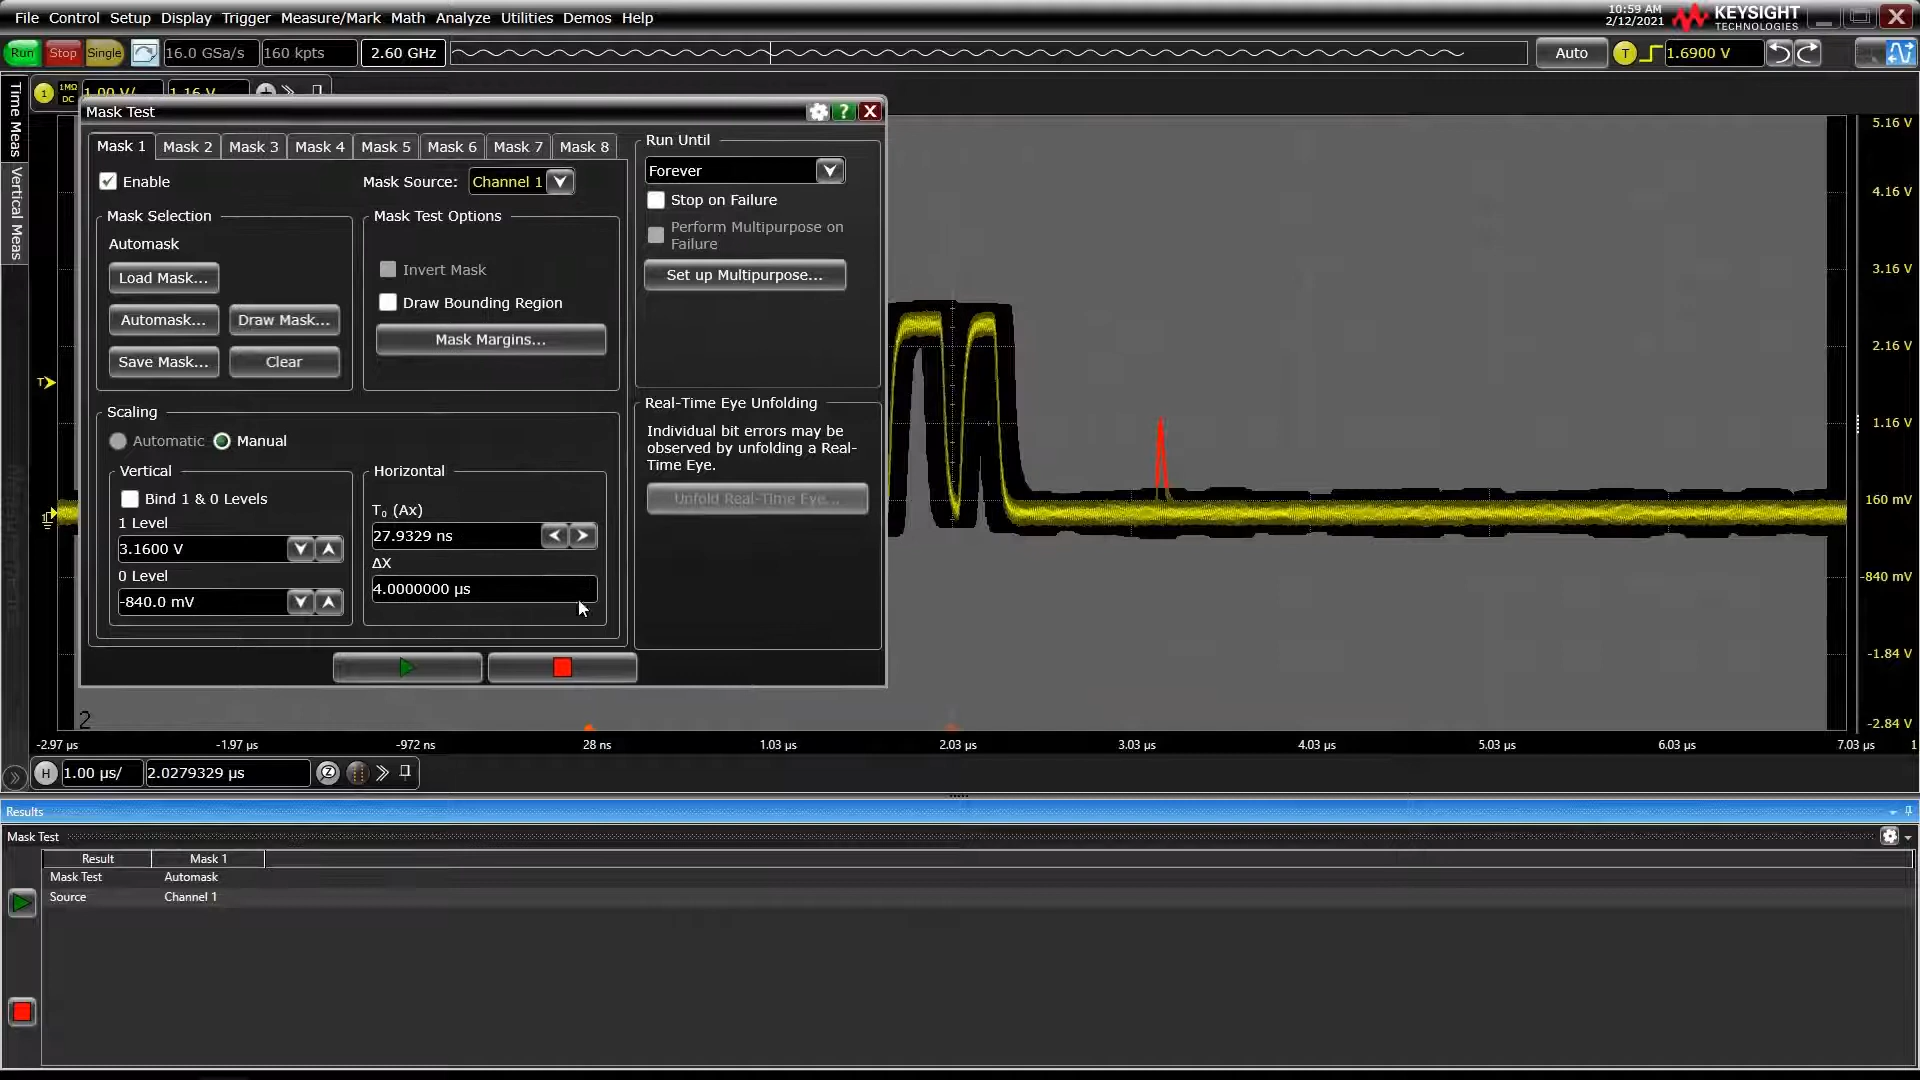 File Control Setup Display Trigger Measure/Mark Math Analyze Utilities Demos Help
10:59 AM
2/12/2021
KEYSIGHT
TECHNOLOGIES
Run Stop Single 16.0 GSa/s 160 kpts 2.60 GHz Auto T 1.6900 V
1 1MΩ DC 1.00 V/ 1.16 V
Time Meas
Vertical Meas
Mask Test ?
Mask 1 Mask 2 Mask 3 Mask 4 Mask 5 Mask 6 Mask 7 Mask 8
Enable Mask Source: Channel 1
Mask Selection
Automask
Load Mask...
Automask... Draw Mask...
Save Mask... Clear
Mask Test Options
Invert Mask
Draw Bounding Region
Mask Margins...
Scaling
Automatic Manual
Vertical
Bind 1 & 0 Levels
1 Level
3.1600 V
0 Level
-840.0 mV
Horizontal
T₀ (Ax)
27.9329 ns
ΔX
4.0000000 µs
Run Until
Forever
Stop on Failure
Perform Multipurpose on
Failure
Set up Multipurpose...
Real-Time Eye Unfolding
Individual bit errors may be
observed by unfolding a Real-
Time Eye.
Unfold Real-Time Eye...
5.16 V
4.16 V
3.16 V
2.16 V
1.16 V
160 mV
-840 mV
-1.84 V
-2.84 V
T
2
-2.97 µs -1.97 µs -972 ns 28 ns 1.03 µs 2.03 µs 3.03 µs 4.03 µs 5.03 µs 6.03 µs 7.03 µs 1
H 1.00 µs/ 2.0279329 µs Z
Results
Mask Test
Result Mask 1
Mask Test Automask
Source Channel 1